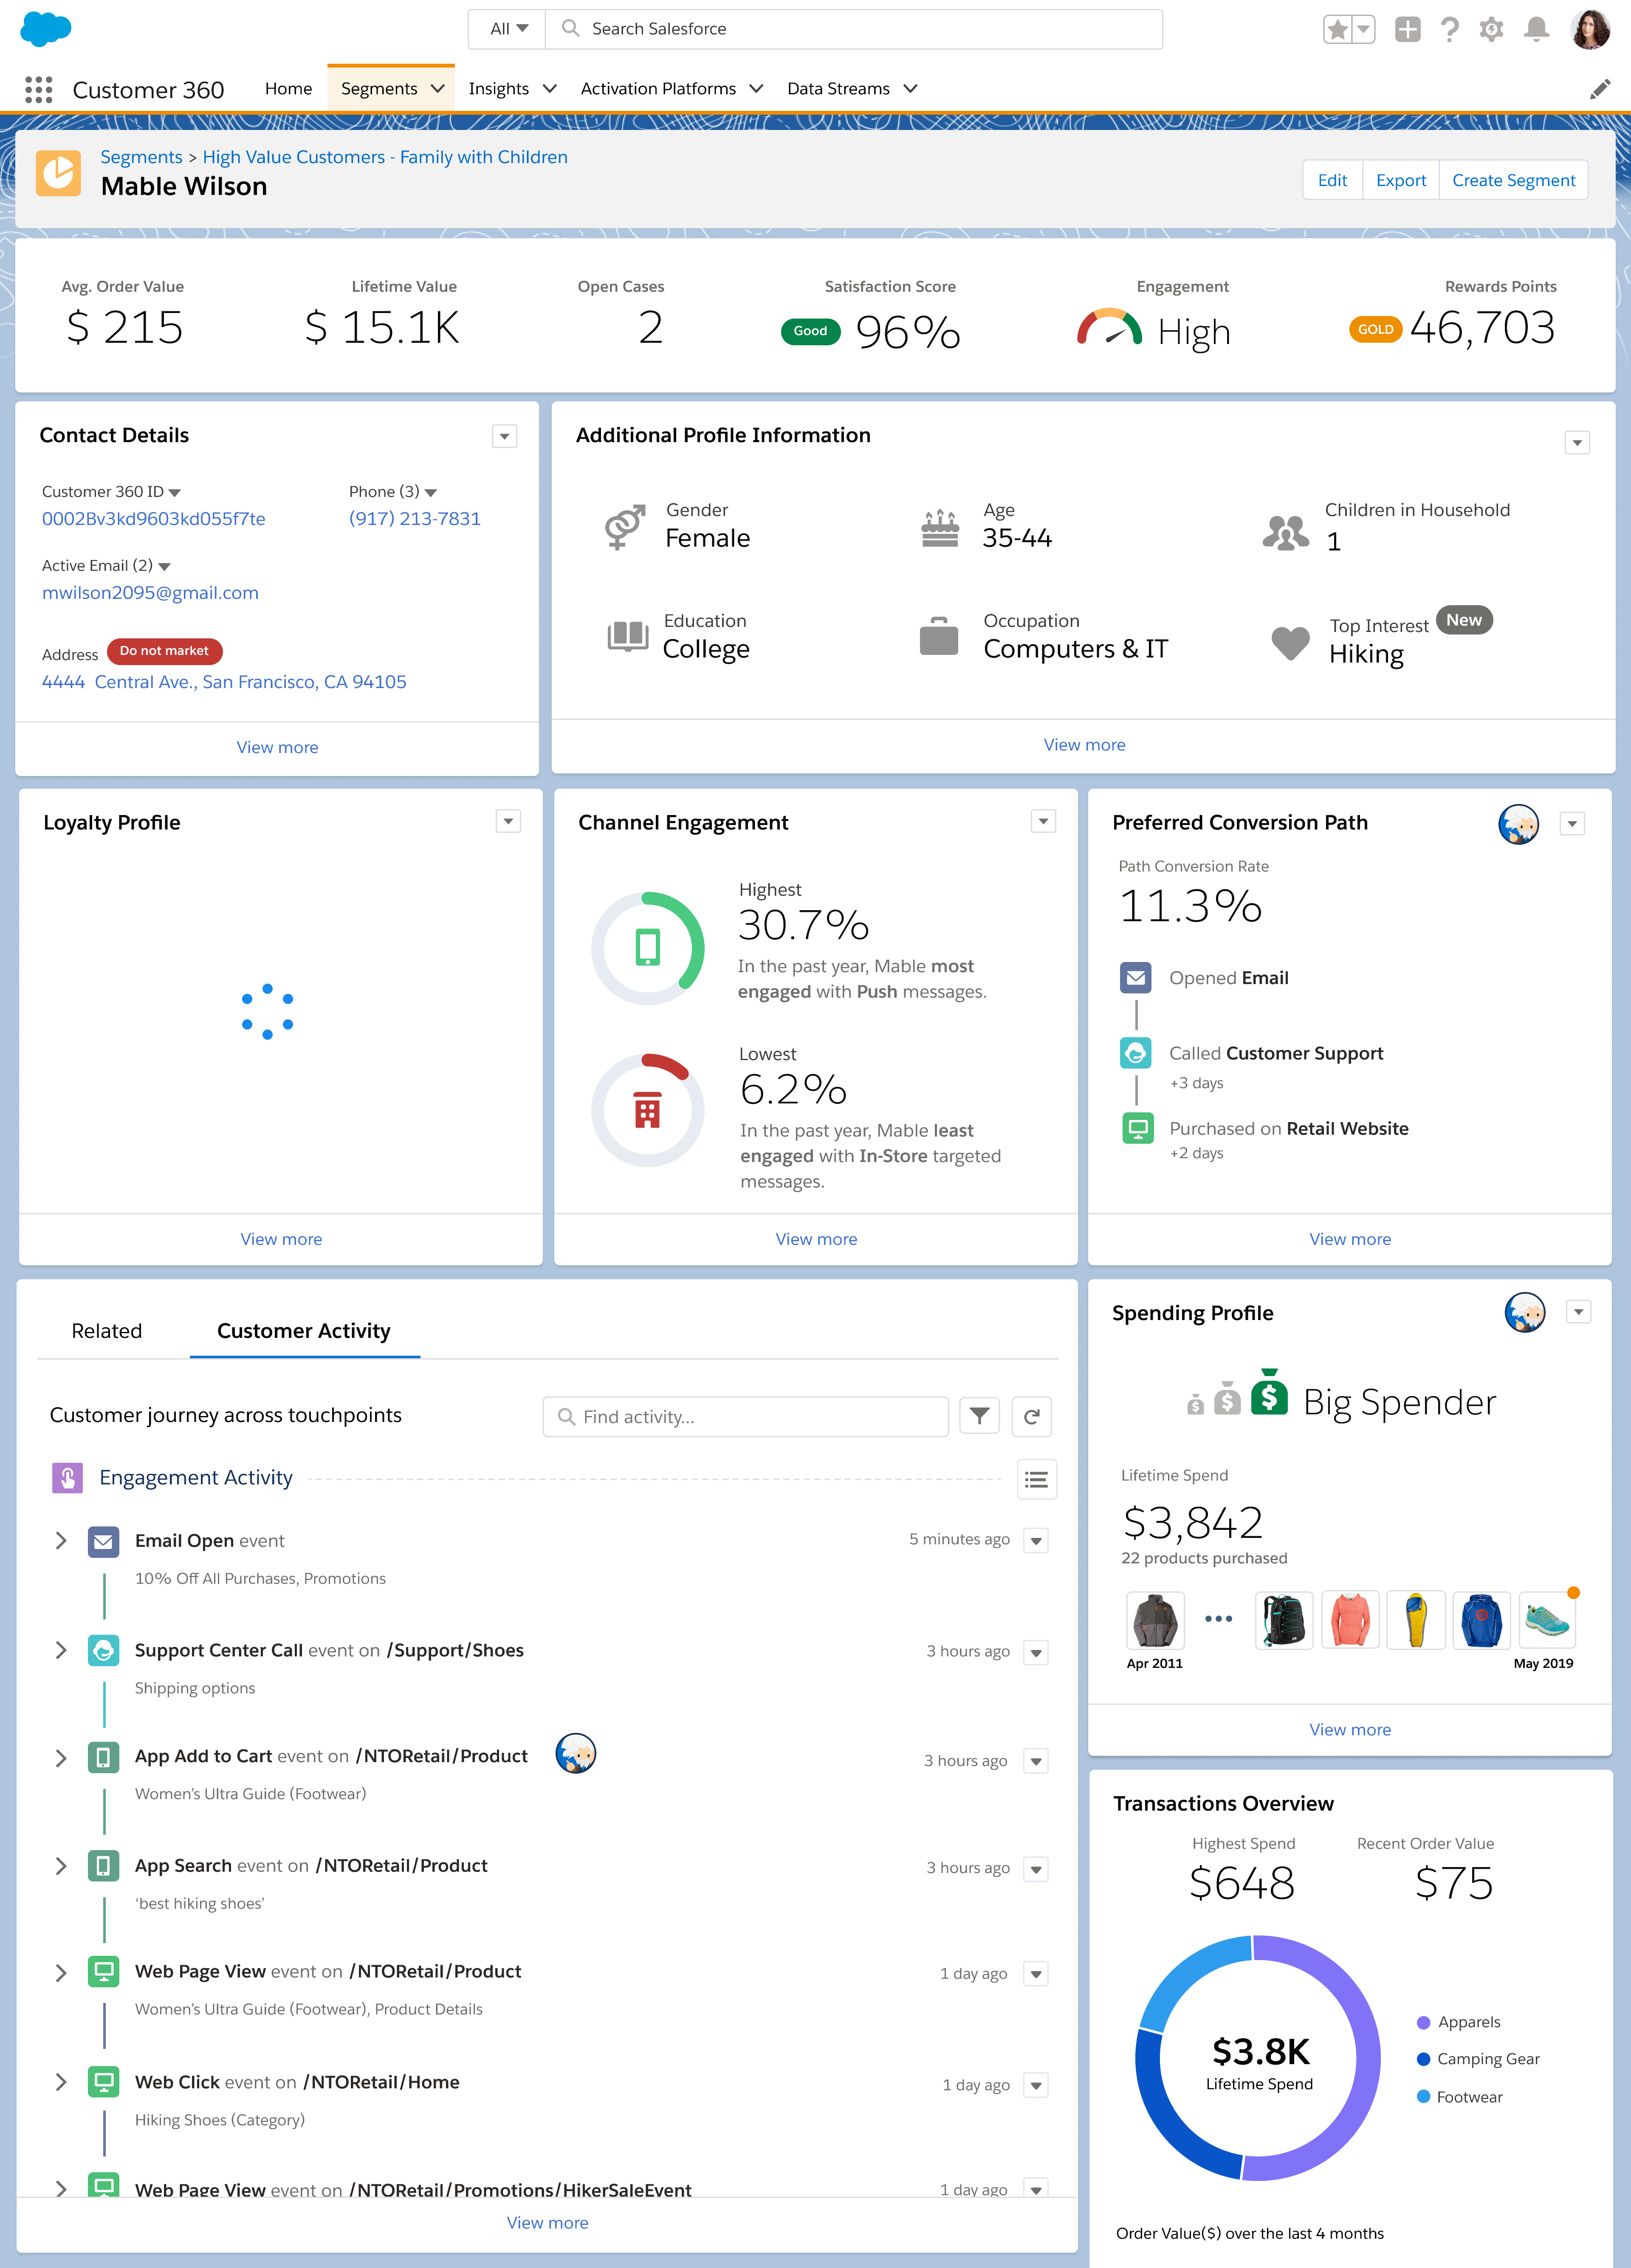 All
Search Salesforce
Customer 360
Home
Segments
Insights
Activation Platforms
Data Streams
Segments > High Value Customers - Family with Children
Mable Wilson
Edit
Export
Create Segment
Avg. Order Value
$ 215
Lifetime Value
$ 15.1K
Open Cases
2
Satisfaction Score
Good 96%
Engagement
High
Rewards Points
GOLD 46,703
Contact Details
Customer 360 ID
0002Bv3kd9603kd055f7te
Phone (3)
(917) 213-7831
Active Email (2)
mwilson2095@gmail.com
Address Do not market
4444 Central Ave., San Francisco, CA 94105
View more
Additional Profile Information
Gender
Female
Age
35-44
Children in Household
1
Education
College
Occupation
Computers & IT
Top Interest New
Hiking
View more
Loyalty Profile
View more
Channel Engagement
Highest
30.7%
In the past year, Mable most
engaged with Push messages.
Lowest
6.2%
In the past year, Mable least
engaged with In-Store targeted
messages.
View more
Preferred Conversion Path
Path Conversion Rate
11.3%
Opened Email
Called Customer Support
+3 days
Purchased on Retail Website
+2 days
View more
Related
Customer Activity
Customer journey across touchpoints
Find activity...
Engagement Activity
Email Open event
5 minutes ago
10% Off All Purchases, Promotions
Support Center Call event on /Support/Shoes
3 hours ago
Shipping options
App Add to Cart event on /NTORetail/Product
3 hours ago
Women's Ultra Guide (Footwear)
App Search event on /NTORetail/Product
3 hours ago
‘best hiking shoes’
Web Page View event on /NTORetail/Product
1 day ago
Women's Ultra Guide (Footwear), Product Details
Web Click event on /NTORetail/Home
1 day ago
Hiking Shoes (Category)
Web Page View event on /NTORetail/Promotions/HikerSaleEvent
1 day ago
View more
Spending Profile
$ $ $ Big Spender
Lifetime Spend
$3,842
22 products purchased
Apr 2011
May 2019
View more
Transactions Overview
Highest Spend
$648
Recent Order Value
$75
$3.8K
Lifetime Spend
Apparels
Camping Gear
Footwear
Order Value($) over the last 4 months